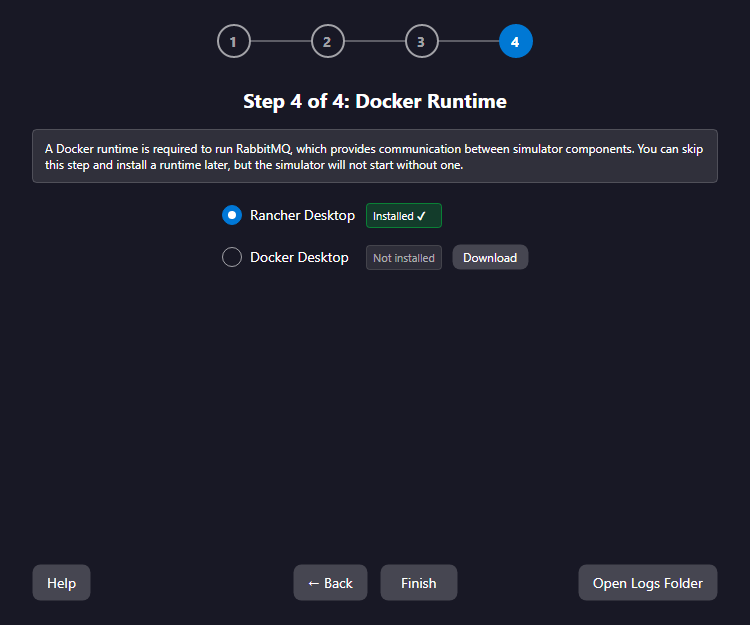 1 2 3 4
Step 4 of 4: Docker Runtime
A Docker runtime is required to run RabbitMQ, which provides communication between simulator components. You can skip
this step and install a runtime later, but the simulator will not start without one.
Rancher Desktop Installed ✓
Docker Desktop Not installed Download
Help ← Back Finish Open Logs Folder